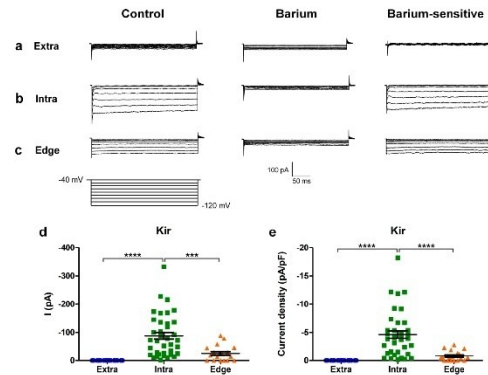 Control Barium Barium-sensitive
a Extra
b Intra
c Edge
100 pA
50 ms
-40 mV
-120 mV
d Kir
-400
-300
-200
-100
0
I (pA)
**** ***
Extra Intra Edge
e Kir
-20
-15
-10
-5
0
Current density (pA/pF)
**** ****
Extra Intra Edge